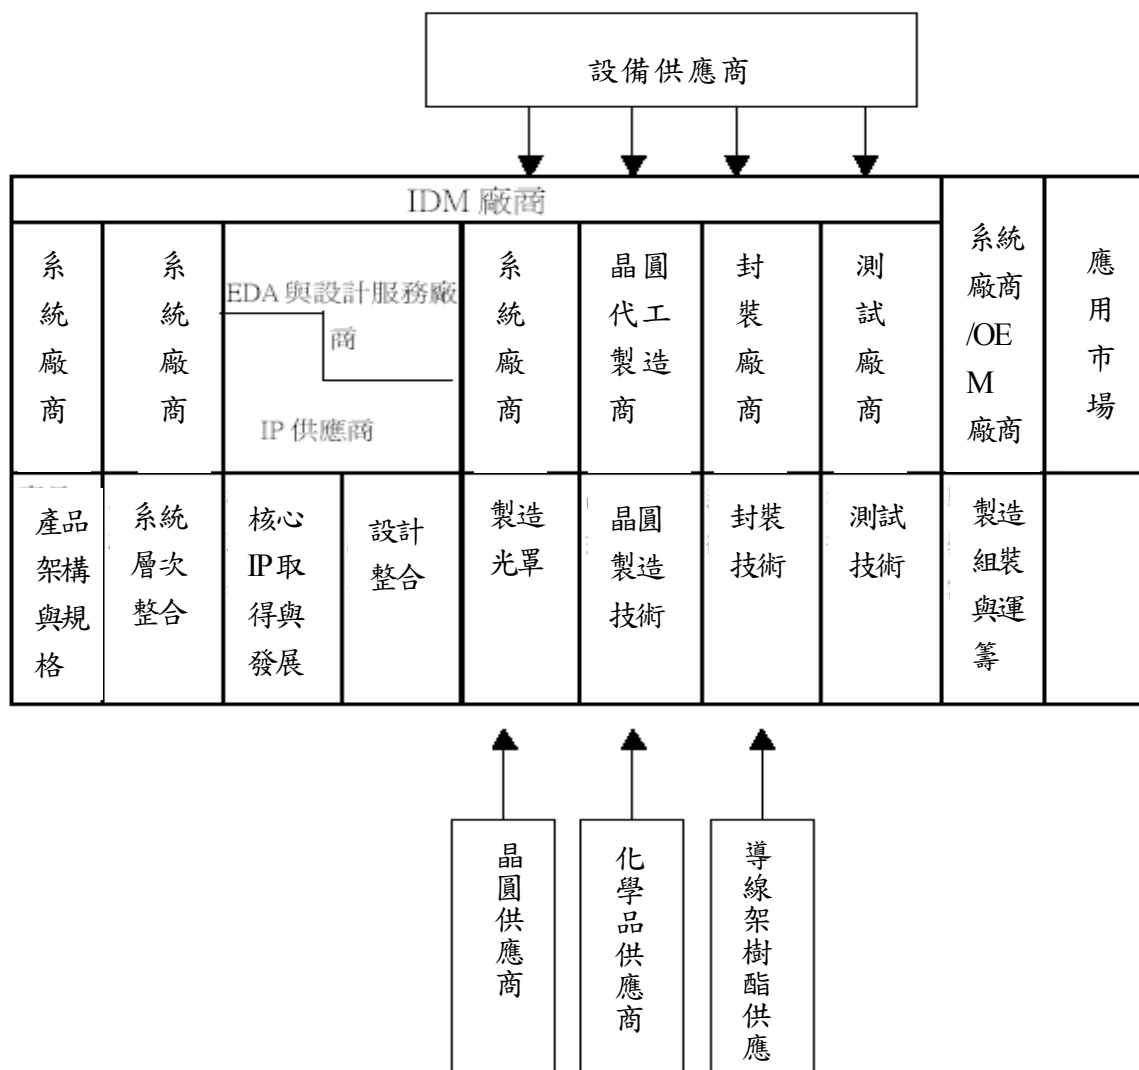 設備供應商
IDM 廠商
系統廠商
系統廠商
EDA 與設計服務廠
商
IP 供應商
系統廠商
晶圓
代工
製造
商
封裝廠商
測試廠商
系統
廠商
/OE
M
廠商
應用市場
產品
架構
與規
格
系統
層次
整合
核心
IP取
得與
發展
設計
整合
製造
光罩
晶圓
製造
技術
封裝
技術
測試
技術
製造
組裝
與運
籌
晶圓供應商
化學品供應商
導線架樹酯供應